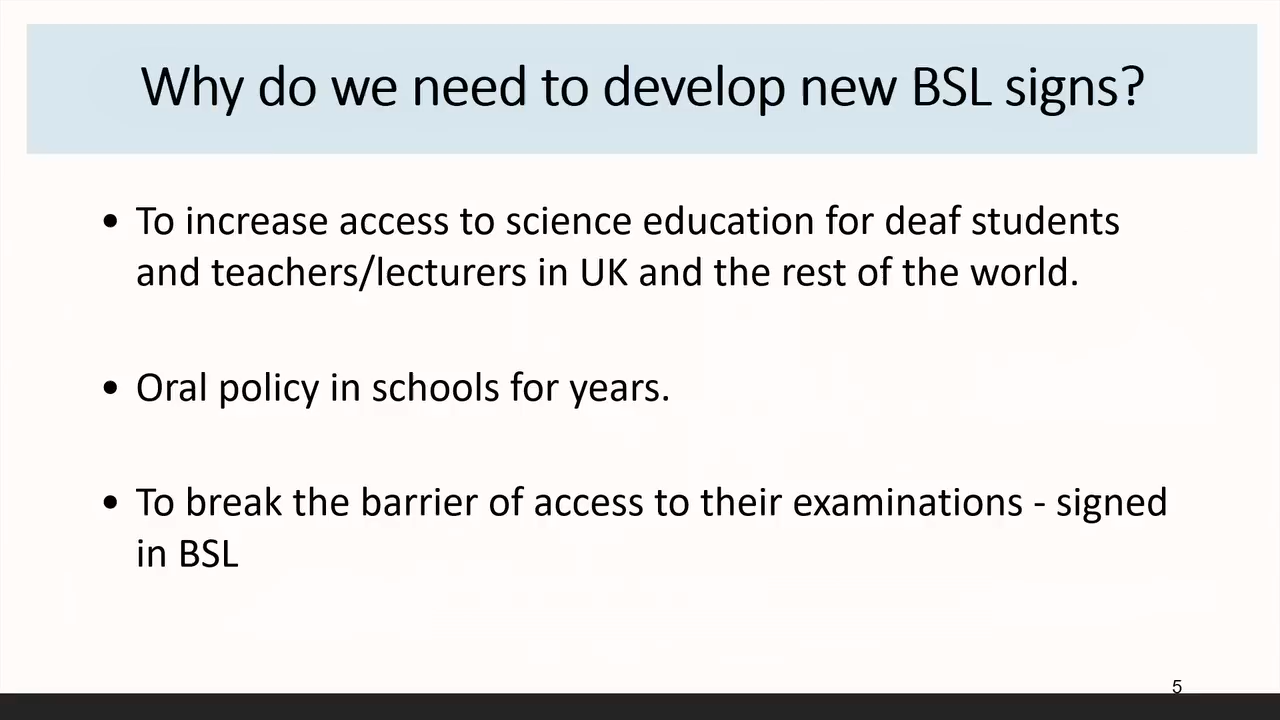 Why do we need to develop new BSL signs?
• To increase access to science education for deaf students
and teachers/lecturers in UK and the rest of the world.
• Oral policy in schools for years.
• To break the barrier of access to their examinations - signed
in BSL
5